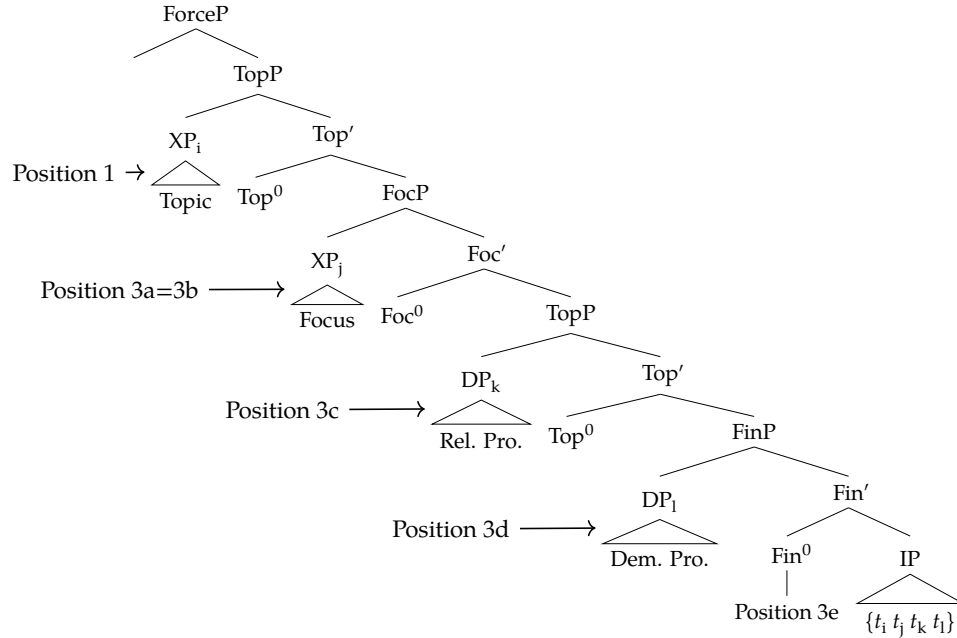 ForceP
TopP
XPᵢ Top′
Position 1 → Topic Top⁰ FocP
XPⱼ Foc′
Position 3a=3b → Focus Foc⁰ TopP
DPₖ Top′
Position 3c → Rel. Pro. Top⁰ FinP
DPₗ Fin′
Position 3d → Dem. Pro. Fin⁰ IP
Position 3e {tᵢ tⱼ tₖ tₗ}